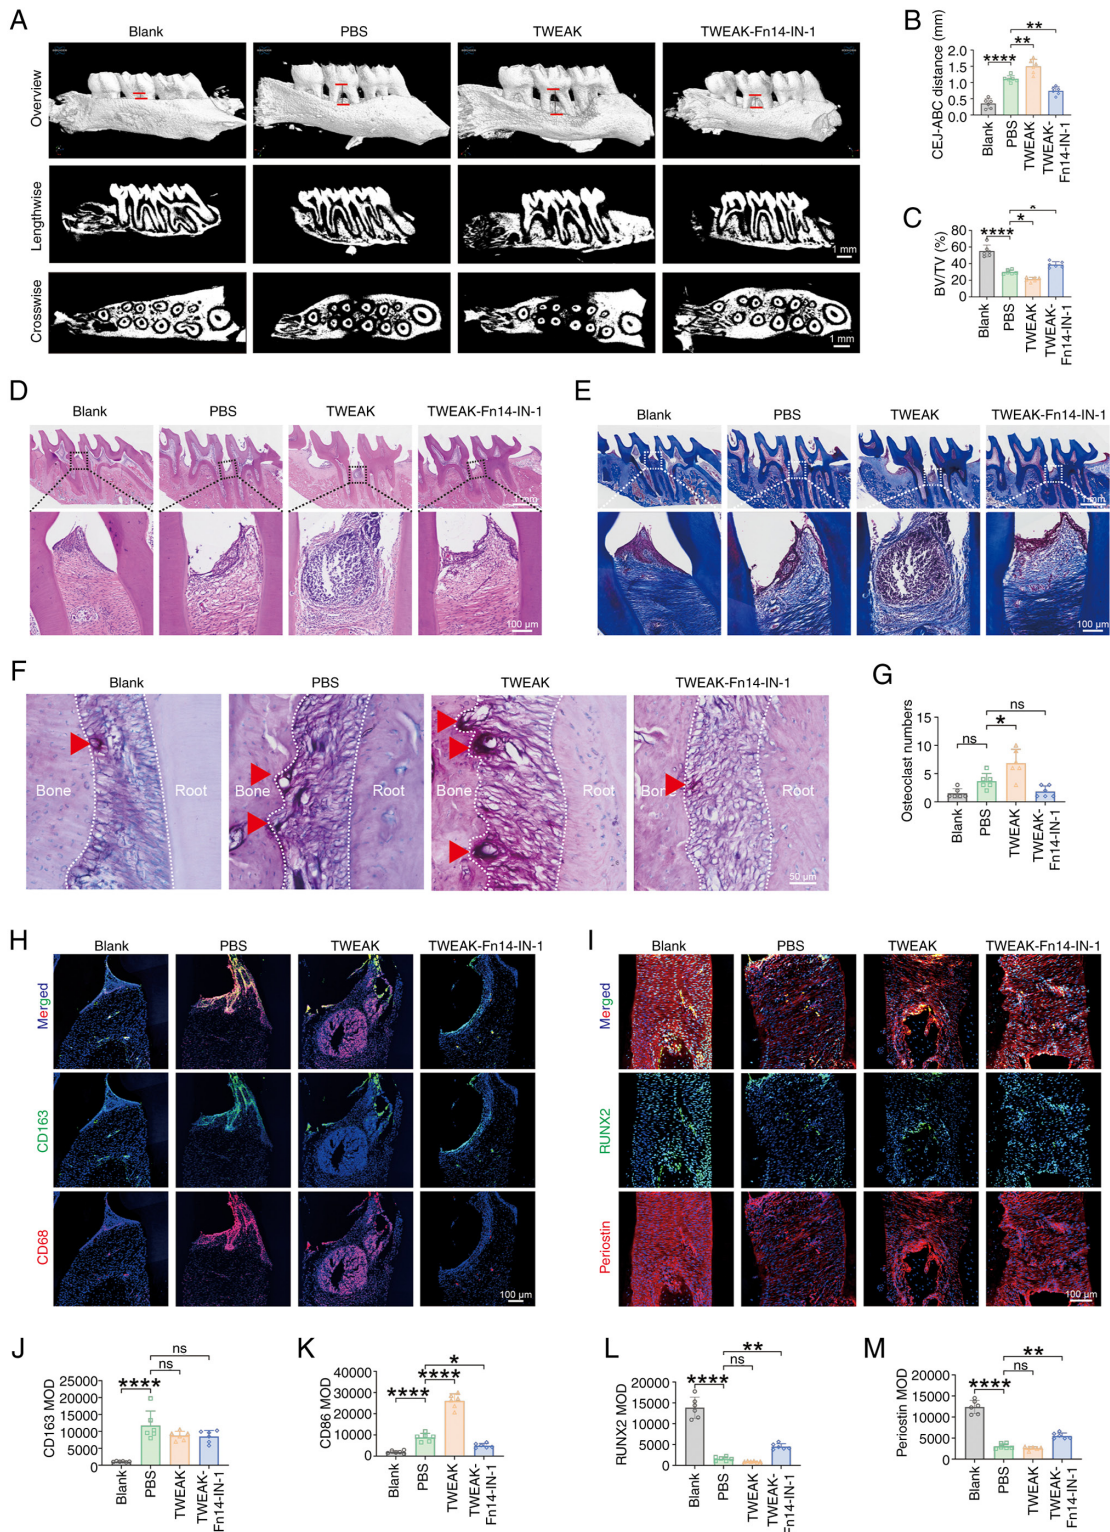 A
Blank
PBS
TWEAK
TWEAK-Fn14-IN-1
Overview
Lengthwise
1 mm
Crosswise
1 mm
B
CEJ-ABC distance (mm)
2.0
1.5
1.0
0.5
0.0
****
**
**
Blank
PBS
TWEAK
TWEAK-
Fn14-IN-1
C
BV/TV (%)
80
60
40
20
0
****
*
Blank
PBS
TWEAK
TWEAK-
Fn14-IN-1
D
Blank
PBS
TWEAK
TWEAK-Fn14-IN-1
1 mm
100 µm
E
Blank
PBS
TWEAK
TWEAK-Fn14-IN-1
1 mm
100 µm
F
Blank
PBS
TWEAK
TWEAK-Fn14-IN-1
Bone
Root
Bone
Root
Bone
Root
Bone
Root
50 µm
G
Osteoclast numbers
15
10
5
0
ns
*
ns
Blank
PBS
TWEAK
TWEAK-
Fn14-IN-1
H
Blank
PBS
TWEAK
TWEAK-Fn14-IN-1
Merged
CD163
CD68
100 µm
I
Blank
PBS
TWEAK
TWEAK-Fn14-IN-1
Merged
RUNX2
Periostin
100 µm
J
CD163 MOD
25000
20000
15000
10000
5000
0
****
ns
ns
Blank
PBS
TWEAK
TWEAK-
Fn14-IN-1
K
CD86 MOD
40000
30000
20000
10000
0
****
****
*
Blank
PBS
TWEAK
TWEAK-
Fn14-IN-1
L
RUNX2 MOD
20000
15000
10000
5000
0
****
ns
**
Blank
PBS
TWEAK
TWEAK-
Fn14-IN-1
M
Periostin MOD
20000
15000
10000
5000
0
****
ns
**
Blank
PBS
TWEAK
TWEAK-
Fn14-IN-1